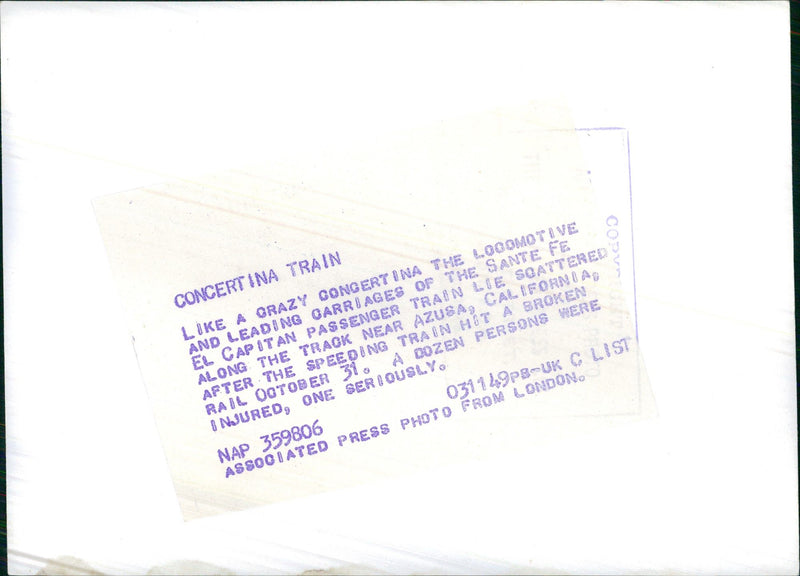 CONCERTINA TRAIN
LIKE A CRAZY CONCERTINA THE LOCOMOTIVE
AND LEADING CARRIAGES OF THE SANTE FE
EL CAPITAN PASSENGER TRAIN LIE SCATTERED
ALONG THE TRACK NEAR AZUSA, CALIFORNIA,
AFTER THE SPEEDING TRAIN HIT A BROKEN
RAIL OCTOBER 31. A DOZEN PERSONS WERE
INJURED, ONE SERIOUSLY.
NAP 359806 031149PS-UK C LIST
ASSOCIATED PRESS PHOTO FROM LONDON.